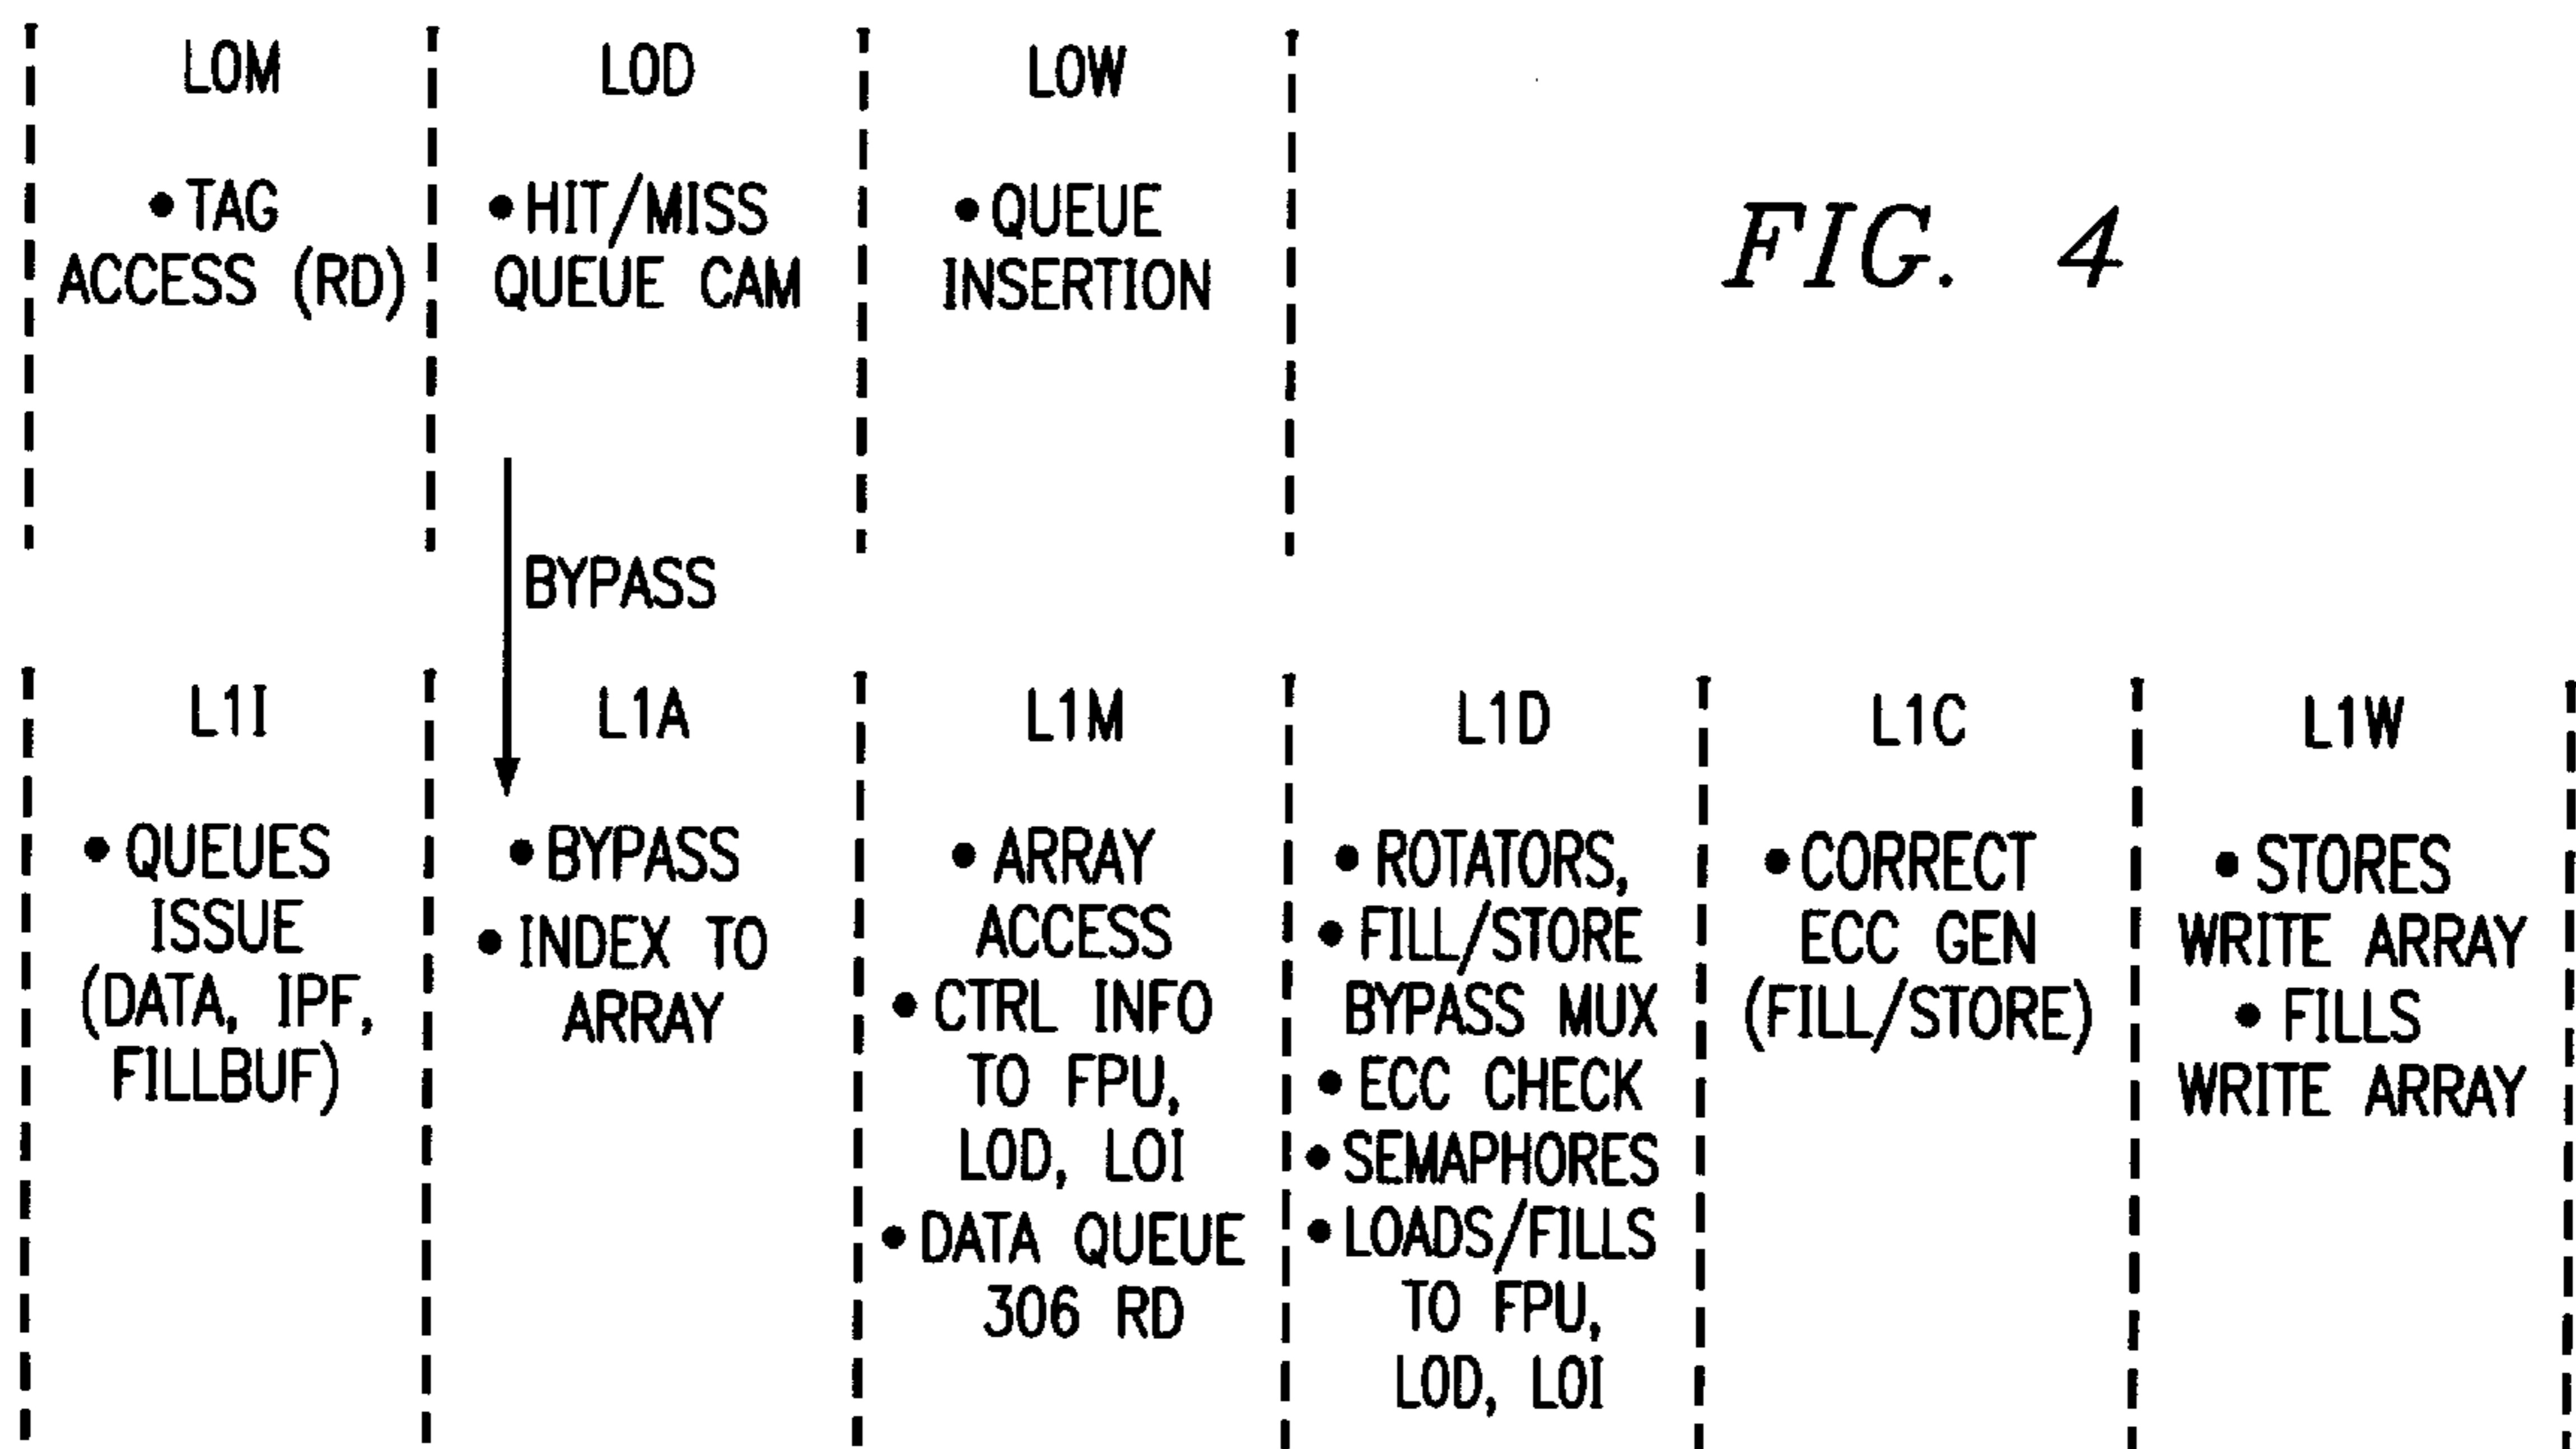 L0M
• TAG
ACCESS (RD)
L0D
• HIT/MISS
QUEUE CAM
L0W
• QUEUE
INSERTION
FIG. 4
BYPASS
L1I
• QUEUES
ISSUE
(DATA, IPF,
FILLBUF)
L1A
• BYPASS
• INDEX TO
ARRAY
L1M
• ARRAY
ACCESS
• CTRL INFO
TO FPU,
L0D, L0I
• DATA QUEUE
306 RD
L1D
• ROTATORS,
• FILL/STORE
BYPASS MUX
• ECC CHECK
• SEMAPHORES
• LOADS/FILLS
TO FPU,
L0D, L0I
L1C
• CORRECT
ECC GEN
(FILL/STORE)
L1W
• STORES
WRITE ARRAY
• FILLS
WRITE ARRAY